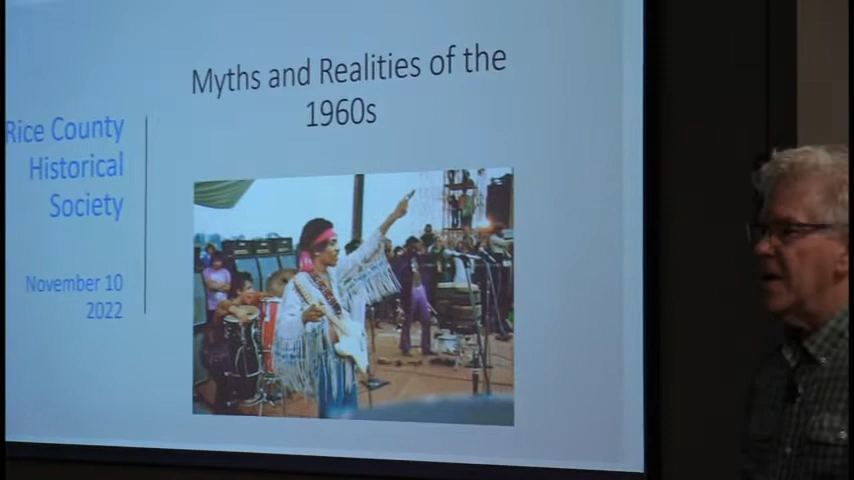 Myths and Realities of the
1960s
Rice County
Historical
Society
November 10
2022